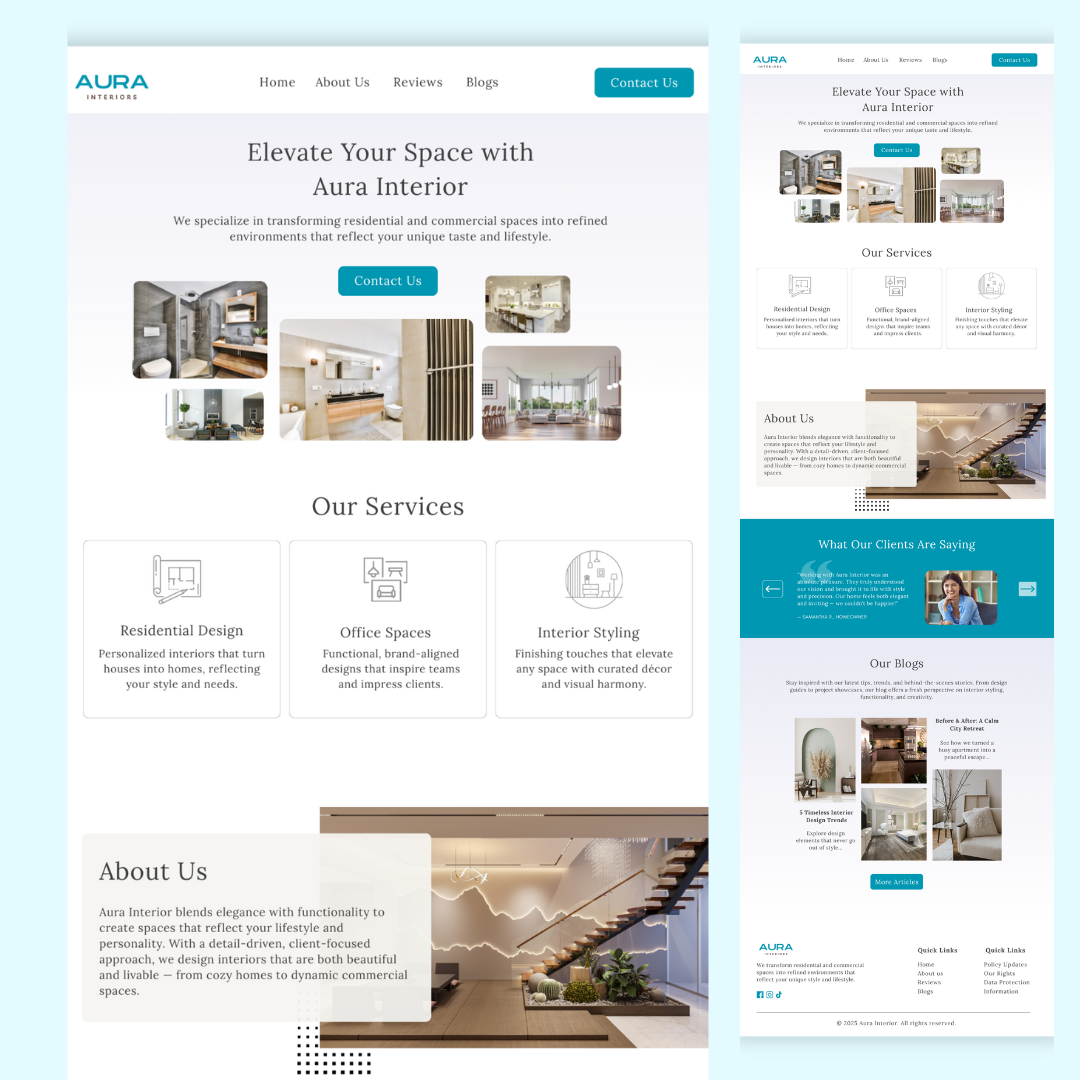 AURA
INTERIORS
Home About Us Reviews Blogs
Contact Us
Elevate Your Space with
Aura Interior
We specialize in transforming residential and commercial spaces into refined
environments that reflect your unique taste and lifestyle.
Contact Us
Our Services
Residential Design
Personalized interiors that turn
houses into homes, reflecting
your style and needs.
Office Spaces
Functional, brand-aligned
designs that inspire teams
and impress clients.
Interior Styling
Finishing touches that elevate
any space with curated décor
and visual harmony.
About Us
Aura Interior blends elegance with functionality to
create spaces that reflect your lifestyle and
personality. With a detail-driven, client-focused
approach, we design interiors that are both beautiful
and livable — from cozy homes to dynamic commercial
spaces.
AURA
INTERIORS
Home About Us Reviews Blogs
Contact Us
Elevate Your Space with
Aura Interior
We specialize in transforming residential and commercial spaces into refined
environments that reflect your unique taste and lifestyle.
Contact Us
Our Services
Residential Design
Personalized interiors that turn
houses into homes, reflecting
your style and needs.
Office Spaces
Functional, brand-aligned
designs that inspire teams
and impress clients.
Interior Styling
Finishing touches that elevate
any space with curated décor
and visual harmony.
About Us
Aura Interior blends elegance with functionality to
create spaces that reflect your lifestyle and
personality. With a detail-driven, client-focused
approach, we design interiors that are both beautiful
and livable — from cozy homes to dynamic commercial
spaces.
What Our Clients Are Saying
"Working with Aura Interior was an
absolute pleasure. They truly understood
our vision and brought it to life with style
and precision. Our home feels both elegant
and inviting — we couldn't be happier!"
— SAMANTHA R., HOMEOWNER
Our Blogs
Stay inspired with our latest tips, trends, and behind-the-scenes stories. From design
guides to project showcases, our blog offers a fresh perspective on interior styling,
functionality, and creativity.
Before & After: A Calm
City Retreat
See how we turned a
busy apartment into a
peaceful escape...
5 Timeless Interior
Design Trends
Explore design
elements that never go
out of style...
More Articles
AURA
INTERIORS
We transform residential and commercial
spaces into refined environments that
reflect your unique style and lifestyle.
Quick Links
Home
About us
Reviews
Blogs
Quick Links
Policy Updates
Our Rights
Data Protection
Information
© 2025 Aura Interior. All rights reserved.